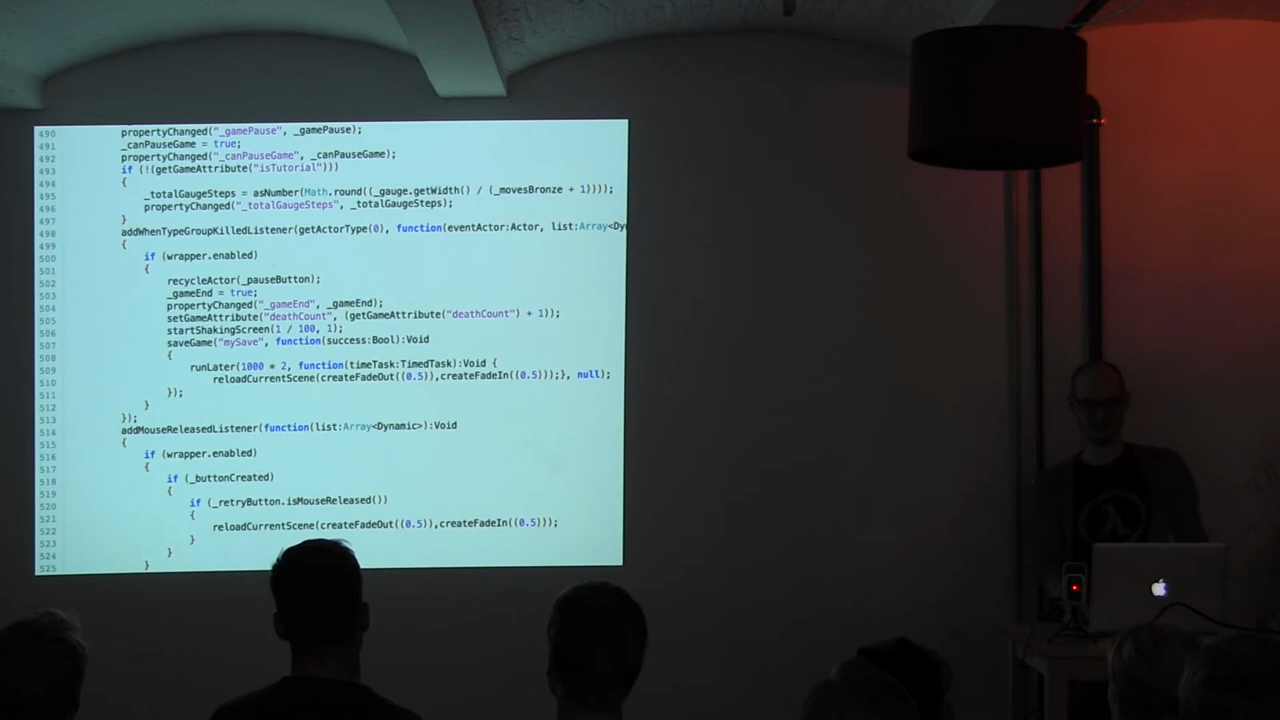 490 propertyChanged("_gamePause", _gamePause);
491 _canPauseGame = true;
492 propertyChanged("_canPauseGame", _canPauseGame);
493 if (!(getGameAttribute("isTutorial")))
494 {
495 _totalGaugeSteps = asNumber(Math.round((_gauge.getWidth() / (_movesBronze + 1))));
496 propertyChanged("_totalGaugeSteps", _totalGaugeSteps);
497 }
498 addWhenTypeGroupKilledListener(getActorType(0), function(eventActor:Actor, list:Array<Dy
499 {
500 if (wrapper.enabled)
501 {
502 recycleActor(_pauseButton);
503 _gameEnd = true;
504 propertyChanged("_gameEnd", _gameEnd);
505 setGameAttribute("deathCount", (getGameAttribute("deathCount") + 1));
506 startShakingScreen(1 / 100, 1);
507 saveGame("mySave", function(success:Bool):Void
508 {
509 runLater(1000 * 2, function(timeTask:TimedTask):Void {
510 reloadCurrentScene(createFadeOut((0.5)),createFadeIn((0.5)));}, null);
511 });
512 }
513 });
514 addMouseReleasedListener(function(list:Array<Dynamic>):Void
515 {
516 if (wrapper.enabled)
517 {
518 if (_buttonCreated)
519 {
520 if (_retryButton.isMouseReleased())
521 {
522 reloadCurrentScene(createFadeOut((0.5)),createFadeIn((0.5)));
523 }
524 }
525 }